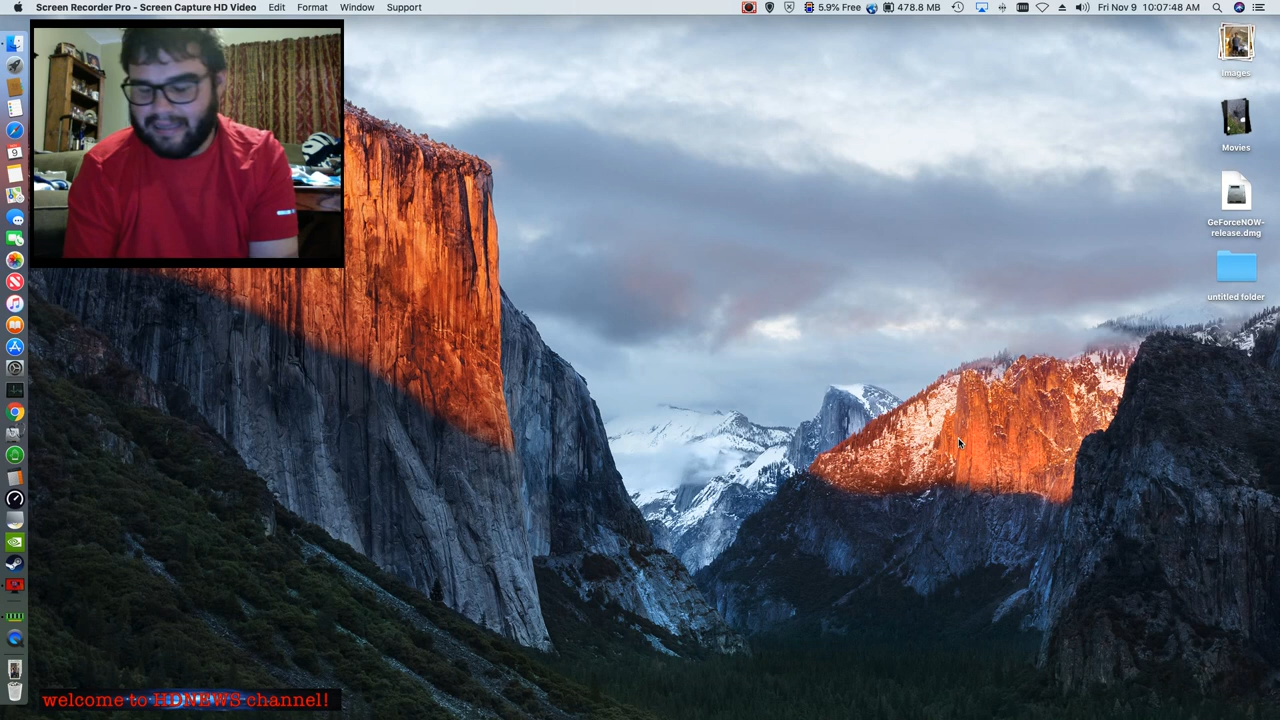 Screen Recorder Pro - Screen Capture HD Video Edit Format Window Support 5.9% Free 478.8 MB Fri Nov 9 10:07:48 AM
Images
Movies
GeForceNOW-
release.dmg
untitled folder
9
welcome to HDNEWS channel!